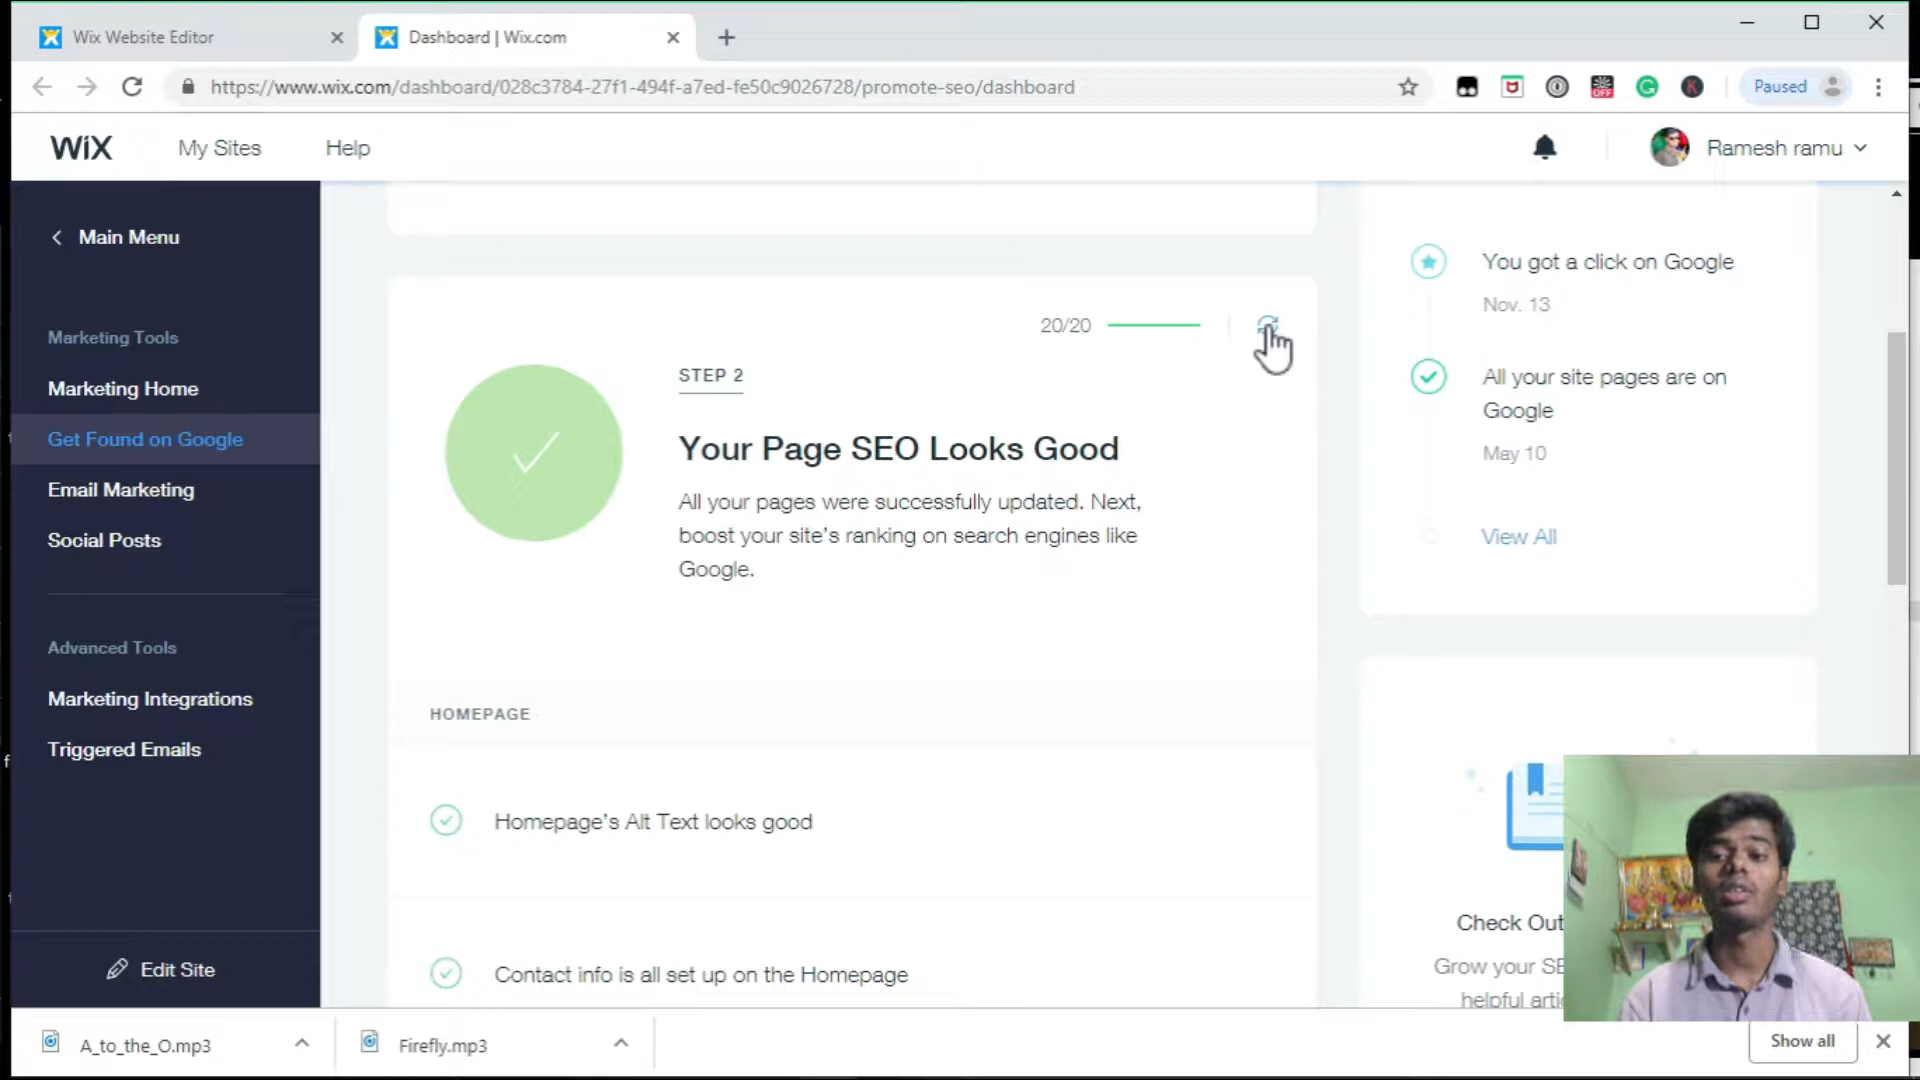 Wix Website Editor
Dashboard | Wix.com
https://www.wix.com/dashboard/028c3784-27f1-494f-a7ed-fe50c9026728/promote-seo/dashboard
OFF
K
Paused
WiX
My Sites
Help
Ramesh ramu
Main Menu
Marketing Tools
Marketing Home
Get Found on Google
Email Marketing
Social Posts
Advanced Tools
Marketing Integrations
Triggered Emails
Edit Site
20/20
STEP 2
Your Page SEO Looks Good
All your pages were successfully updated. Next,
boost your site's ranking on search engines like
Google.
HOMEPAGE
Homepage's Alt Text looks good
Contact info is all set up on the Homepage
You got a click on Google
Nov. 13
All your site pages are on
Google
May 10
View All
Check Out
Grow your SE
helpful arti
A_to_the_O.mp3
Firefly.mp3
Show all